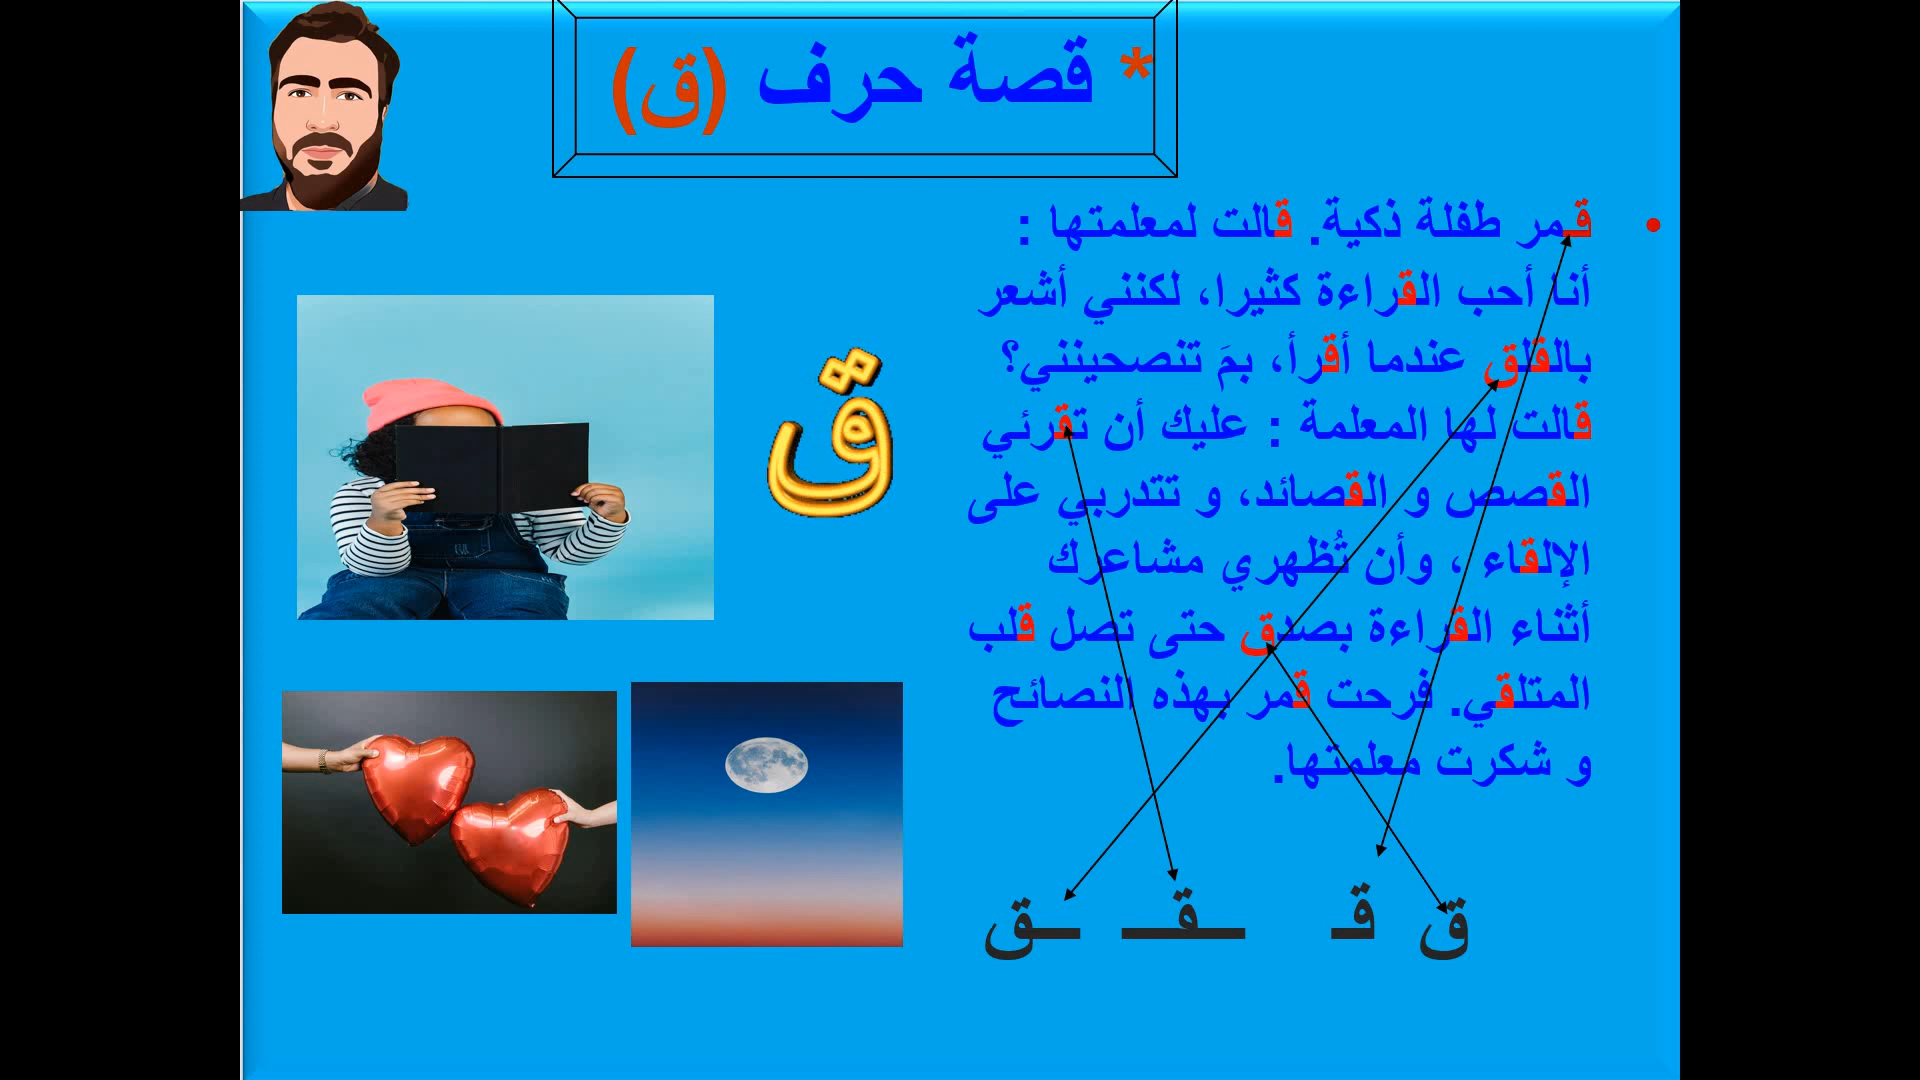 * قصة حرف (ق)
• قـمر طفلة ذكية. قالت لمعلمتها :
أنا أحب القراءة كثيرا، لكنني أشعر
بالقلق عندما أقرأ، بمَ تنصحينني؟
قالت لها المعلمة : عليك أن تقرئي
القصص و القصائد، و تتدربي على
الإلقاء ، وأن تُظهري مشاعرك
أثناء القراءة بصدق حتى تصل قلب
المتلقي. فرحت قمر بهذه النصائح
و شكرت معلمتها.
ق
ق قـ ـقـ ـق